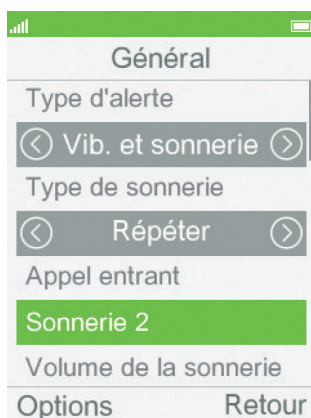 Général
Type d'alerte
Vib. et sonnerie
Type de sonnerie
Répéter
Appel entrant
Sonnerie 2
Volume de la sonnerie
Options Retour